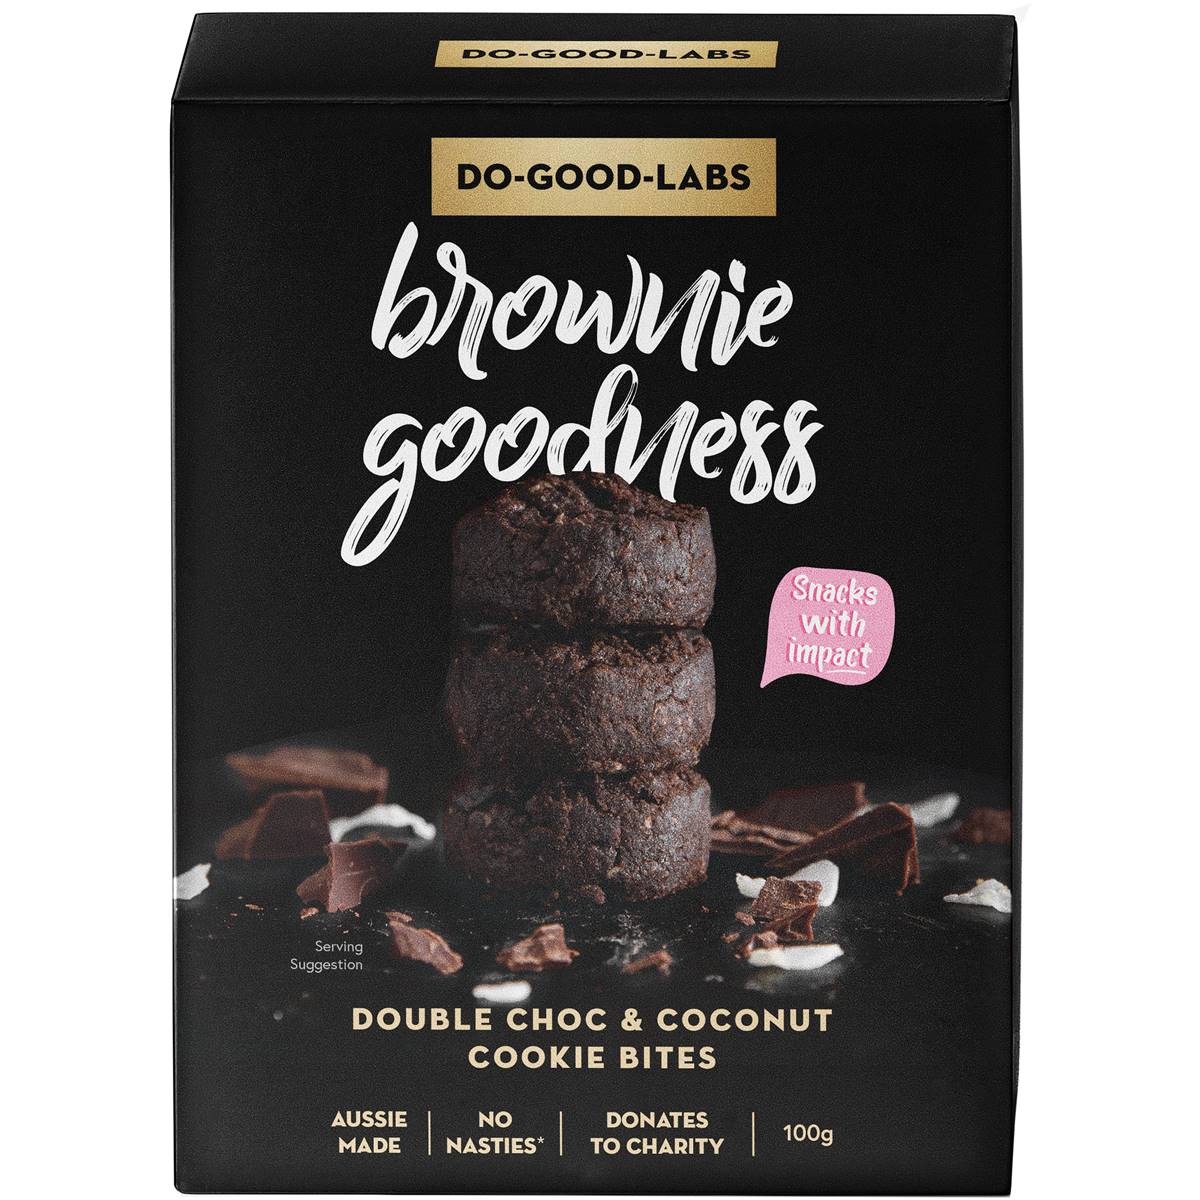 DO-GOOD-LABS
DO-GOOD-LABS
brownie
goodness
Snacks
with
impact
Serving
Suggestion
DOUBLE CHOC & COCONUT
COOKIE BITES
AUSSIE
MADE
NO
NASTIES*
DONATES
TO CHARITY
100g